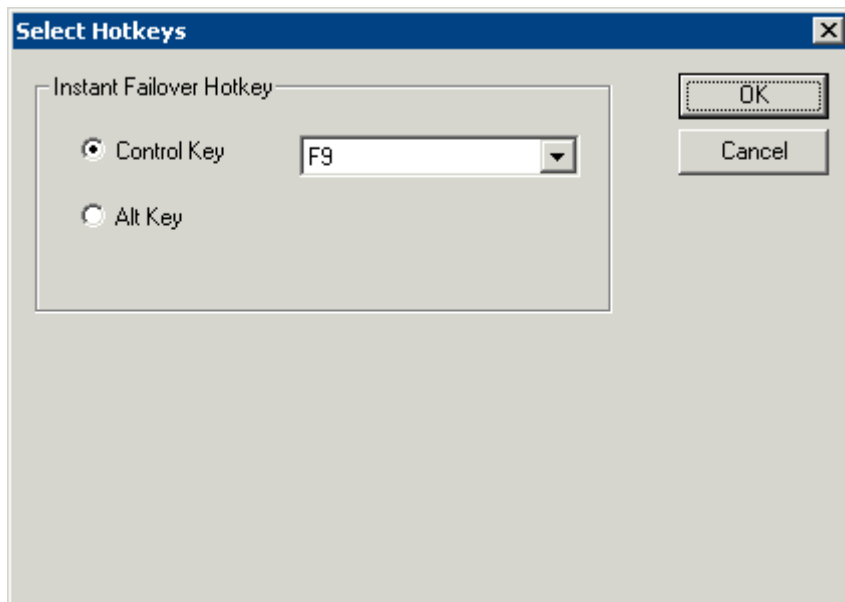 Select Hotkeys
Instant Failover Hotkey
OK
Control Key F9
Cancel
Alt Key